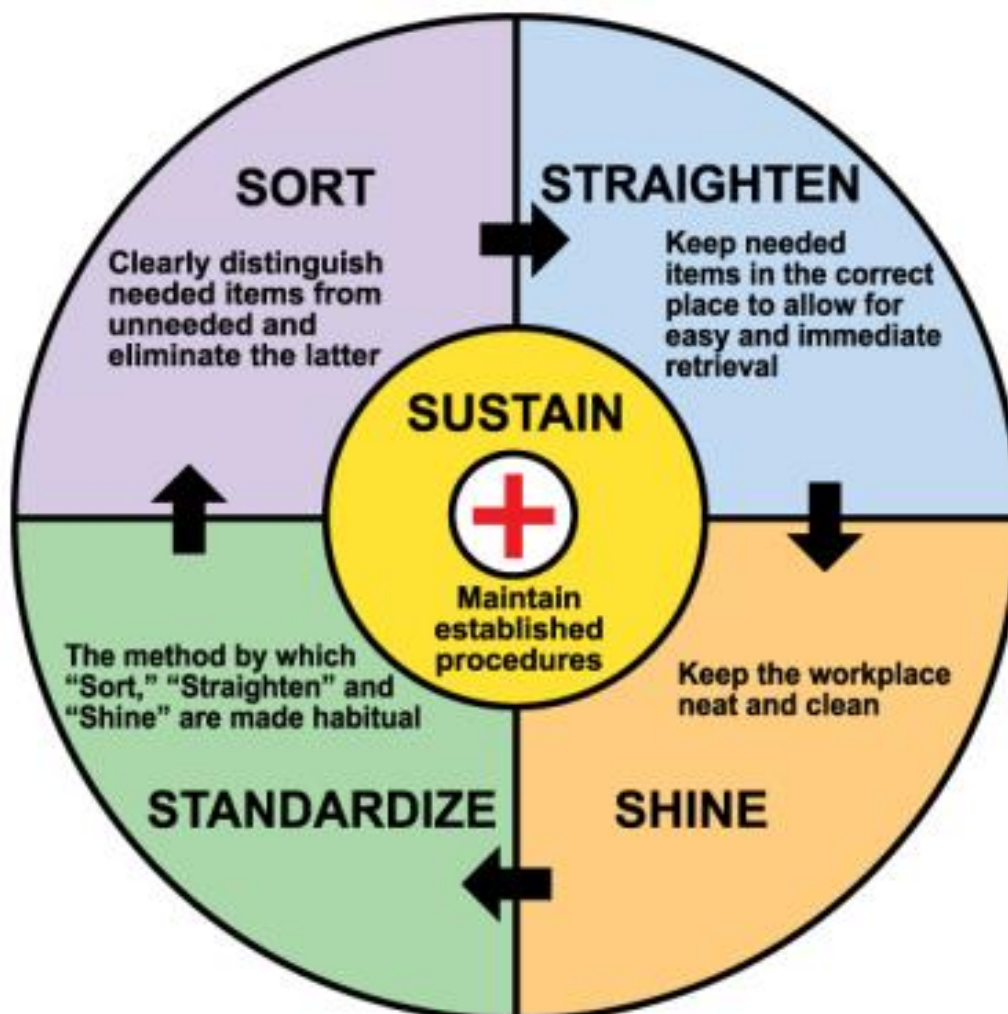 SORT
Clearly distinguish
needed items from
unneeded and
eliminate the latter
STRAIGHTEN
Keep needed
items in the correct
place to allow for
easy and immediate
retrieval
SUSTAIN
Maintain
established
procedures
Keep the workplace
neat and clean
SHINE
The method by which
“Sort,” “Straighten” and
“Shine” are made habitual
STANDARDIZE